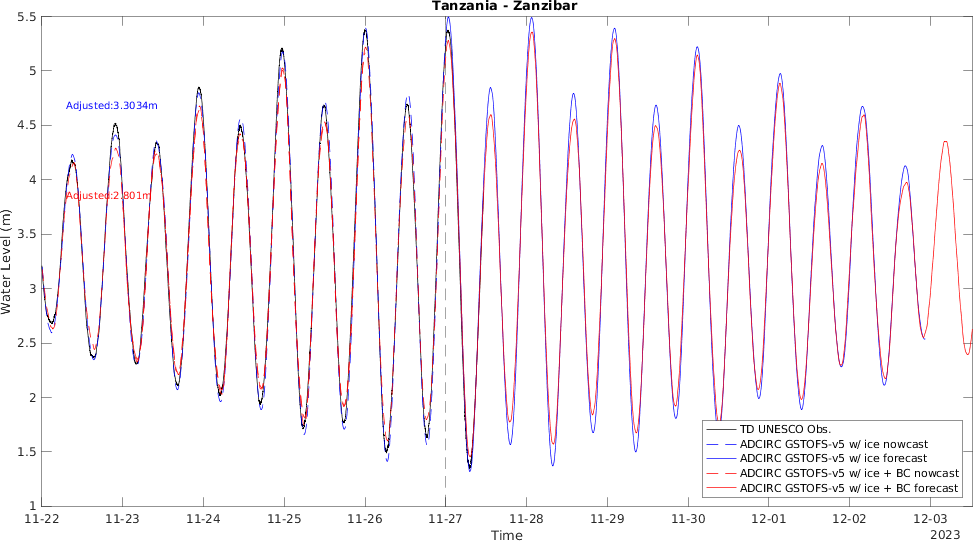 Tanzania - Zanzibar
5.5
5
4.5
4
3.5
3
2.5
2
1.5
1
Water Level (m)
Adjusted:3.3034m
Adjusted:2.801m
TD UNESCO Obs.
ADCIRC GSTOFS-v5 w/ ice nowcast
ADCIRC GSTOFS-v5 w/ ice forecast
ADCIRC GSTOFS-v5 w/ ice + BC nowcast
ADCIRC GSTOFS-v5 w/ ice + BC forecast
11-22 11-23 11-24 11-25 11-26 11-27 11-28 11-29 11-30 12-01 12-02 12-03
Time
2023